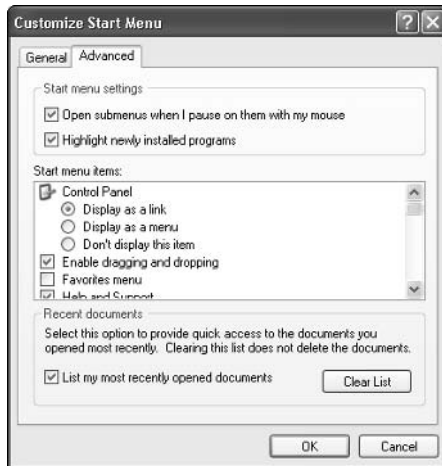 Customize Start Menu
General Advanced
Start menu settings
Open submenus when I pause on them with my mouse
Highlight newly installed programs
Start menu items:
Control Panel
Display as a link
Display as a menu
Don't display this item
Enable dragging and dropping
Favorites menu
Help and Support
Recent documents
Select this option to provide quick access to the documents you
opened most recently. Clearing this list does not delete the documents.
List my most recently opened documents
Clear List
OK Cancel